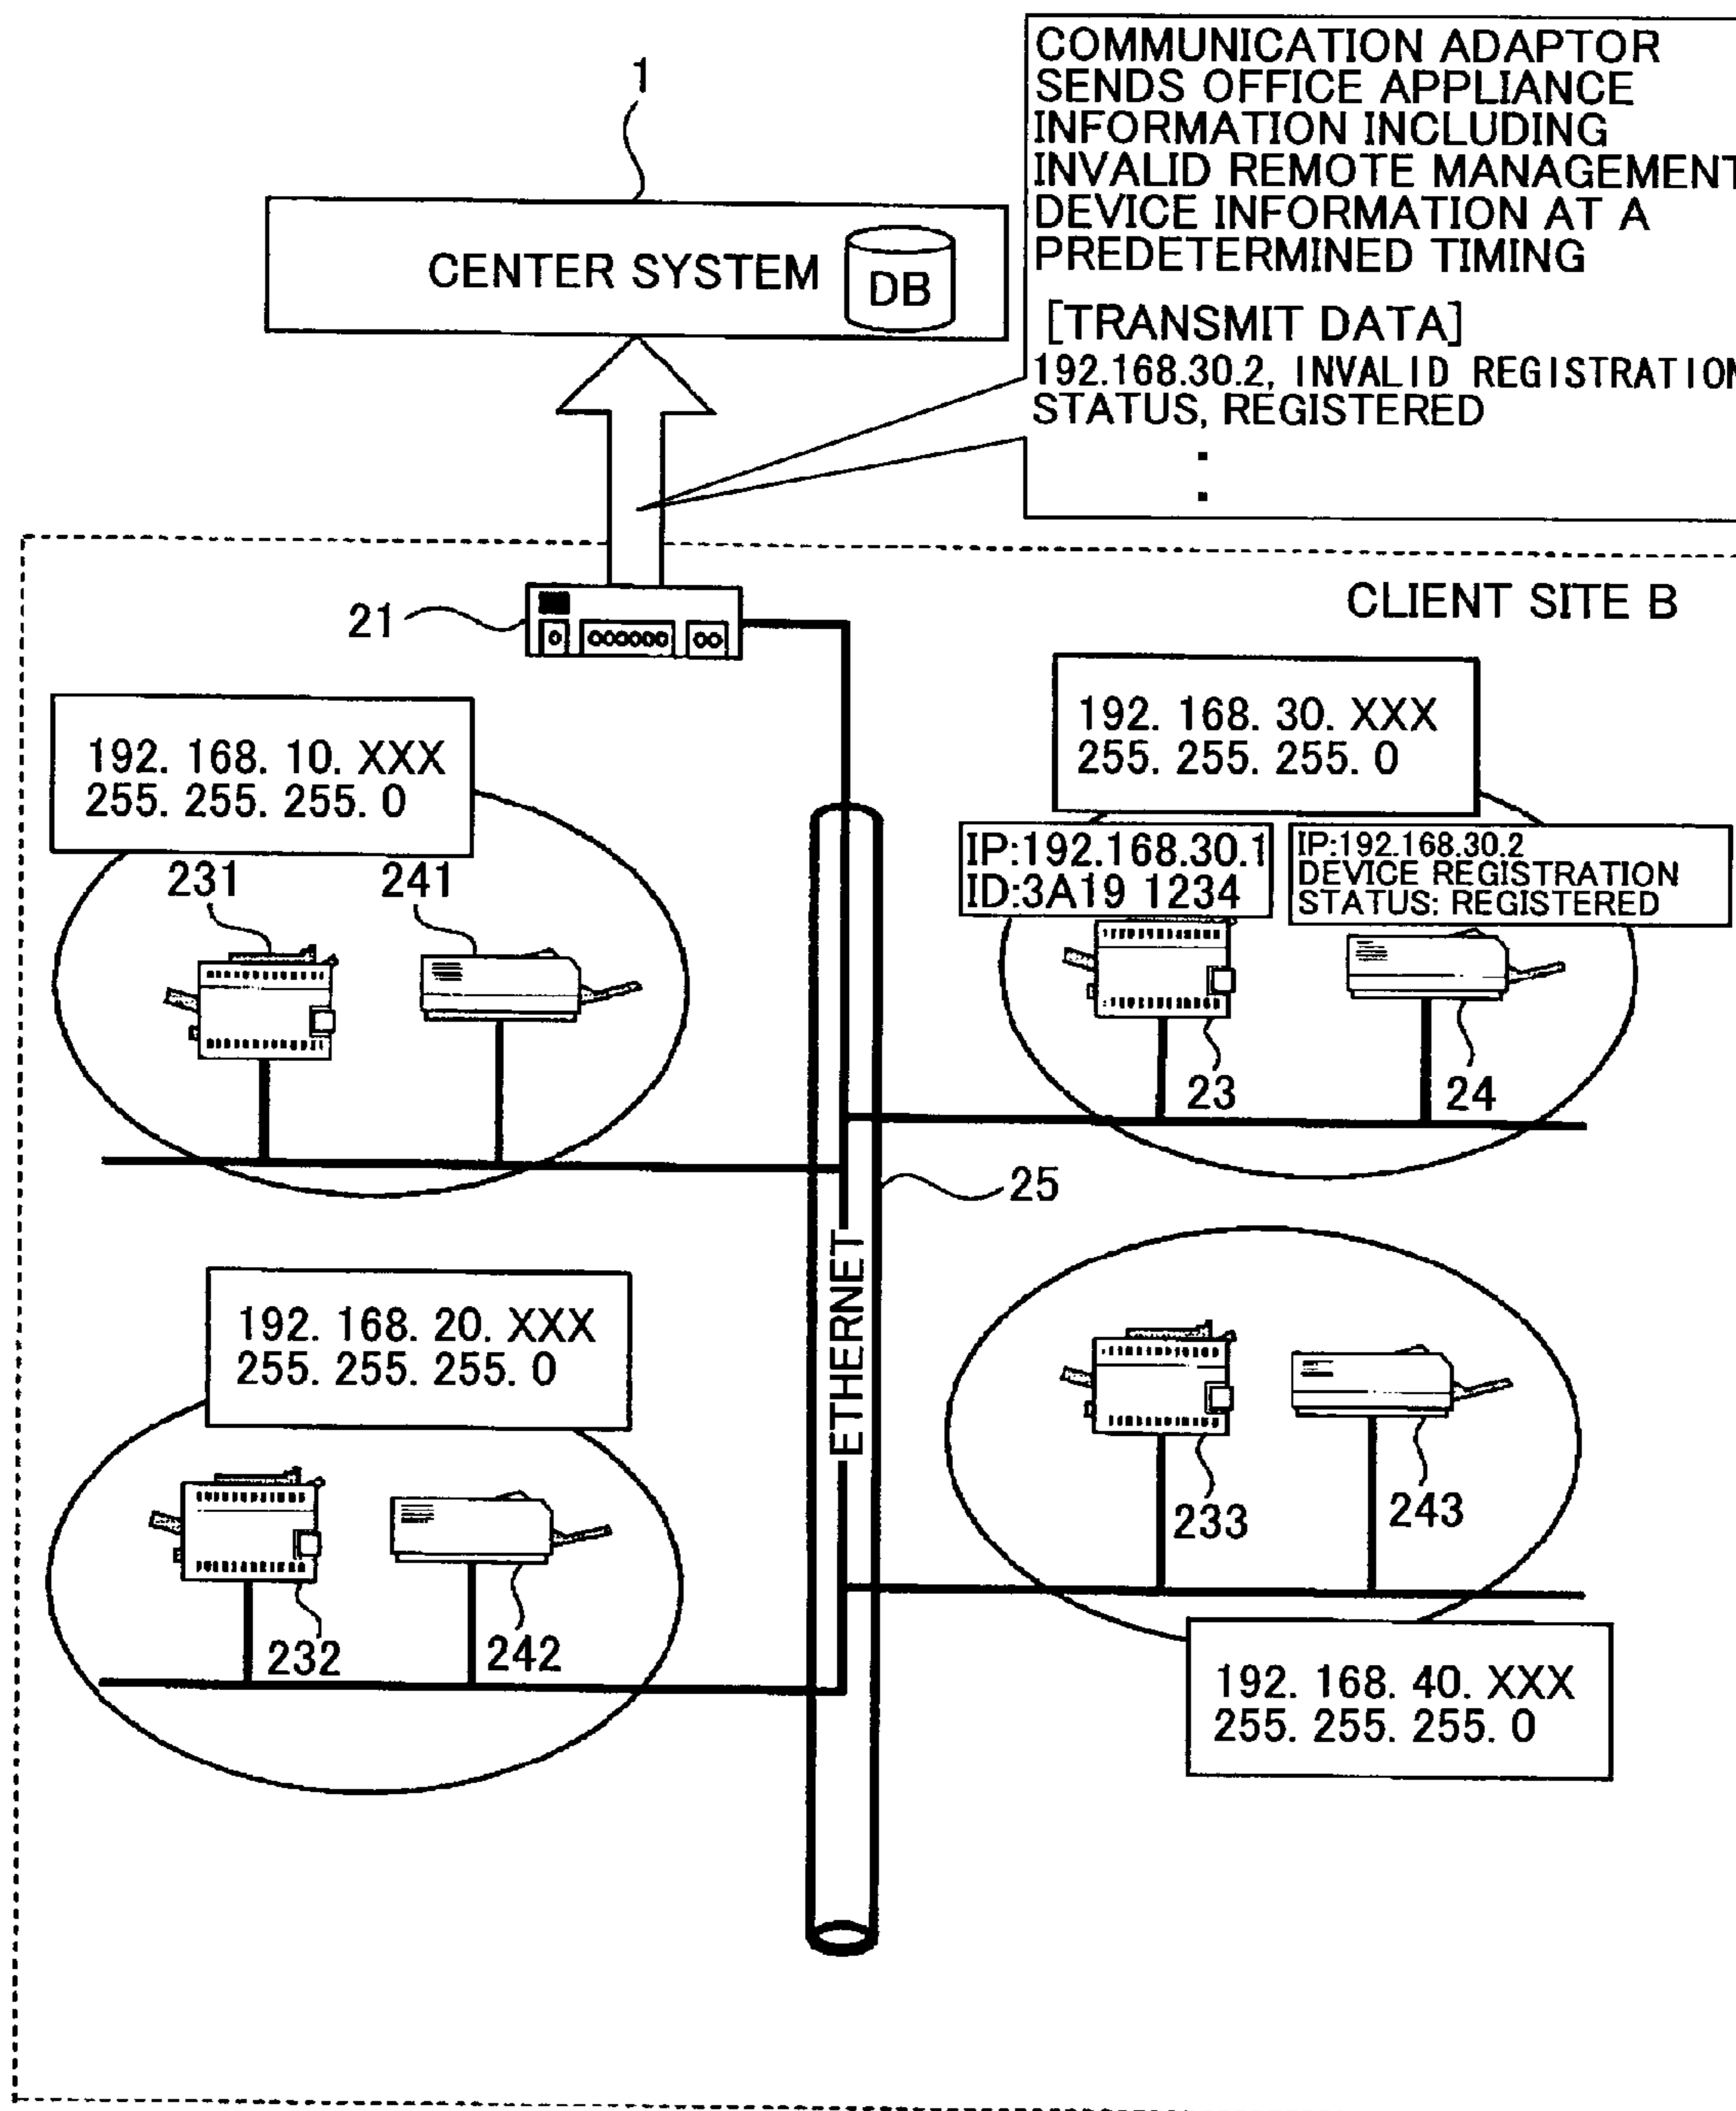 1
COMMUNICATION ADAPTOR
SENDS OFFICE APPLIANCE
INFORMATION INCLUDING
INVALID REMOTE MANAGEMENT
DEVICE INFORMATION AT A
PREDETERMINED TIMING
[TRANSMIT DATA]
192.168.30.2, INVALID REGISTRATION
STATUS, REGISTERED
:
CENTER SYSTEM
DB
21
CLIENT SITE B
192. 168. 10. XXX
255. 255. 255. 0
231
241
192. 168. 30. XXX
255. 255. 255. 0
IP:192.168.30.1
ID:3A19 1234
IP:192.168.30.2
DEVICE REGISTRATION
STATUS: REGISTERED
23
24
25
ETHERNET
192. 168. 20. XXX
255. 255. 255. 0
232
242
233
243
192. 168. 40. XXX
255. 255. 255. 0